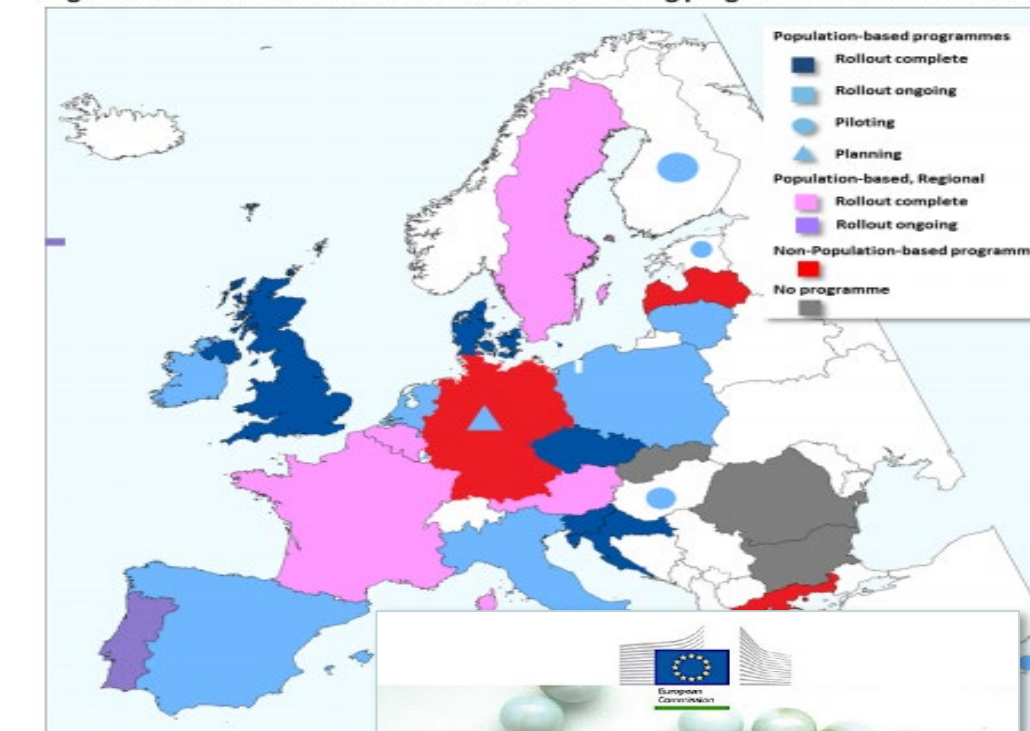 Population-based programmes
Rollout complete
Rollout ongoing
Piloting
Planning
Population-based, Regional
Rollout complete
Rollout ongoing
Non-Population-based programm
No programme
European
Commission